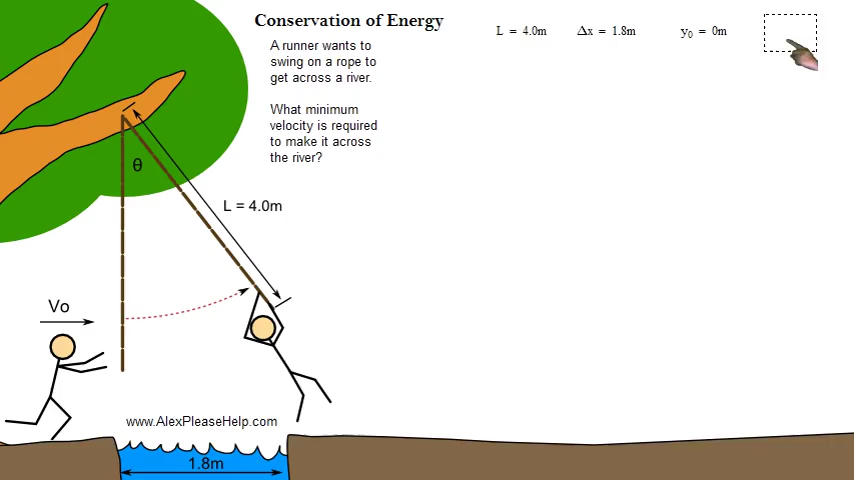 Conservation of Energy
A runner wants to
swing on a rope to
get across a river.
What minimum
velocity is required
to make it across
the river?
L = 4.0m   Δx = 1.8m   y₀ = 0m
θ
L = 4.0m
Vo
www.AlexPleaseHelp.com
1.8m